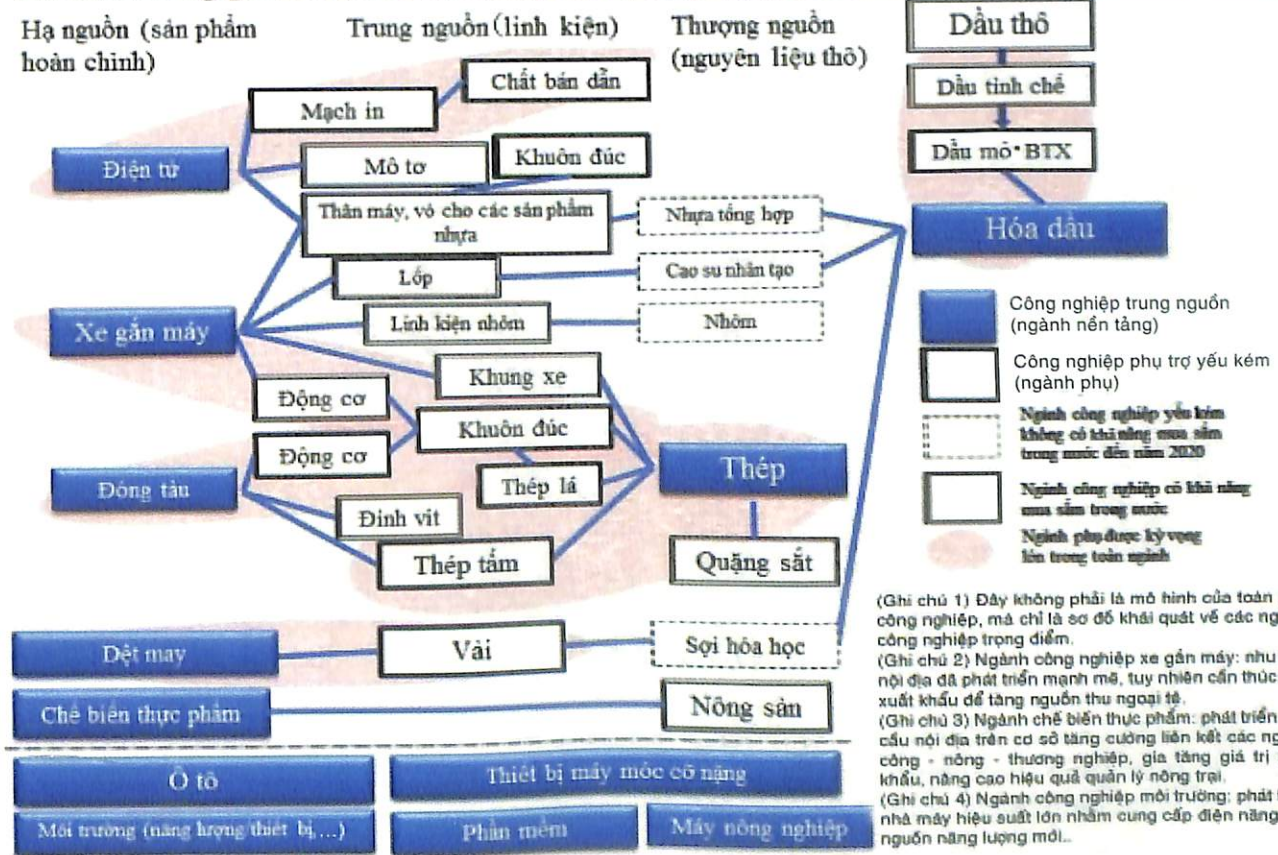 Hạ nguồn (sản phẩm
hoàn chỉnh)
Trung nguồn (linh kiện)
Thượng nguồn
(nguyên liệu thô)
Dầu thô
Dầu tinh chế
Dầu mỏ·BTX
Hóa dầu
Chất bán dẫn
Mạch in
Điện tử
Mô tơ
Khuôn đúc
Thân máy, vỏ cho các sản phẩm
nhựa
Nhựa tổng hợp
Lốp
Cao su nhân tạo
Xe gắn máy
Linh kiện nhôm
Nhôm
Khung xe
Động cơ
Khuôn đúc
Động cơ
Thép lá
Thép
Đóng tàu
Đinh vít
Thép tấm
Quặng sắt
Dệt may
Vải
Sợi hóa học
Chế biến thực phẩm
Nông sản
Ô tô
Thiết bị máy móc cỡ nặng
Môi trường (năng lượng/thiết bị,...)
Phần mềm
Máy nông nghiệp
Công nghiệp trung nguồn
(ngành nền tảng)
Công nghiệp phụ trợ yếu kém
(ngành phụ)
Ngành công nghiệp yếu kém
không có khả năng mua sắm
trong nước đến năm 2020
Ngành công nghiệp có khả năng
mua sắm trong nước
Ngành phụ được kỳ vọng
lớn trong toàn ngành
(Ghi chú 1) Đây không phải là mô hình của toàn
công nghiệp, mà chỉ là sơ đồ khái quát về các ng
công nghiệp trọng điểm.
(Ghi chú 2) Ngành công nghiệp xe gắn máy: nhu
nội địa đã phát triển mạnh mẽ, tuy nhiên cần thúc
xuất khẩu để tăng nguồn thu ngoại tệ.
(Ghi chú 3) Ngành chế biến thực phẩm: phát triển
cầu nội địa trên cơ sở tăng cường liên kết các ng
công - nông - thương nghiệp, gia tăng giá trị
khẩu, nâng cao hiệu quả quản lý nông trại.
(Ghi chú 4) Ngành công nghiệp môi trường: phát
nhà máy hiệu suất lớn nhằm cung cấp điện năng
nguồn năng lượng mới..